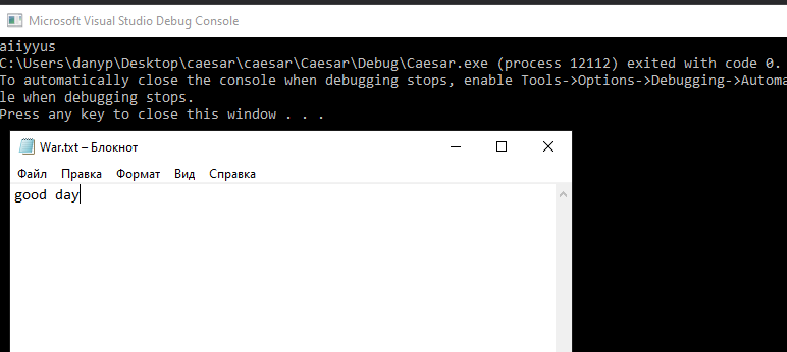 Microsoft Visual Studio Debug Console
aiiyyus
C:\Users\danyp\Desktop\caesar\caesar\Caesar\Debug\Caesar.exe (process 12112) exited with code 0.
To automatically close the console when debugging stops, enable Tools->Options->Debugging->Automa
le when debugging stops.
Press any key to close this window . . .
War.txt – Блокнот
Файл Правка Формат Вид Справка
good day